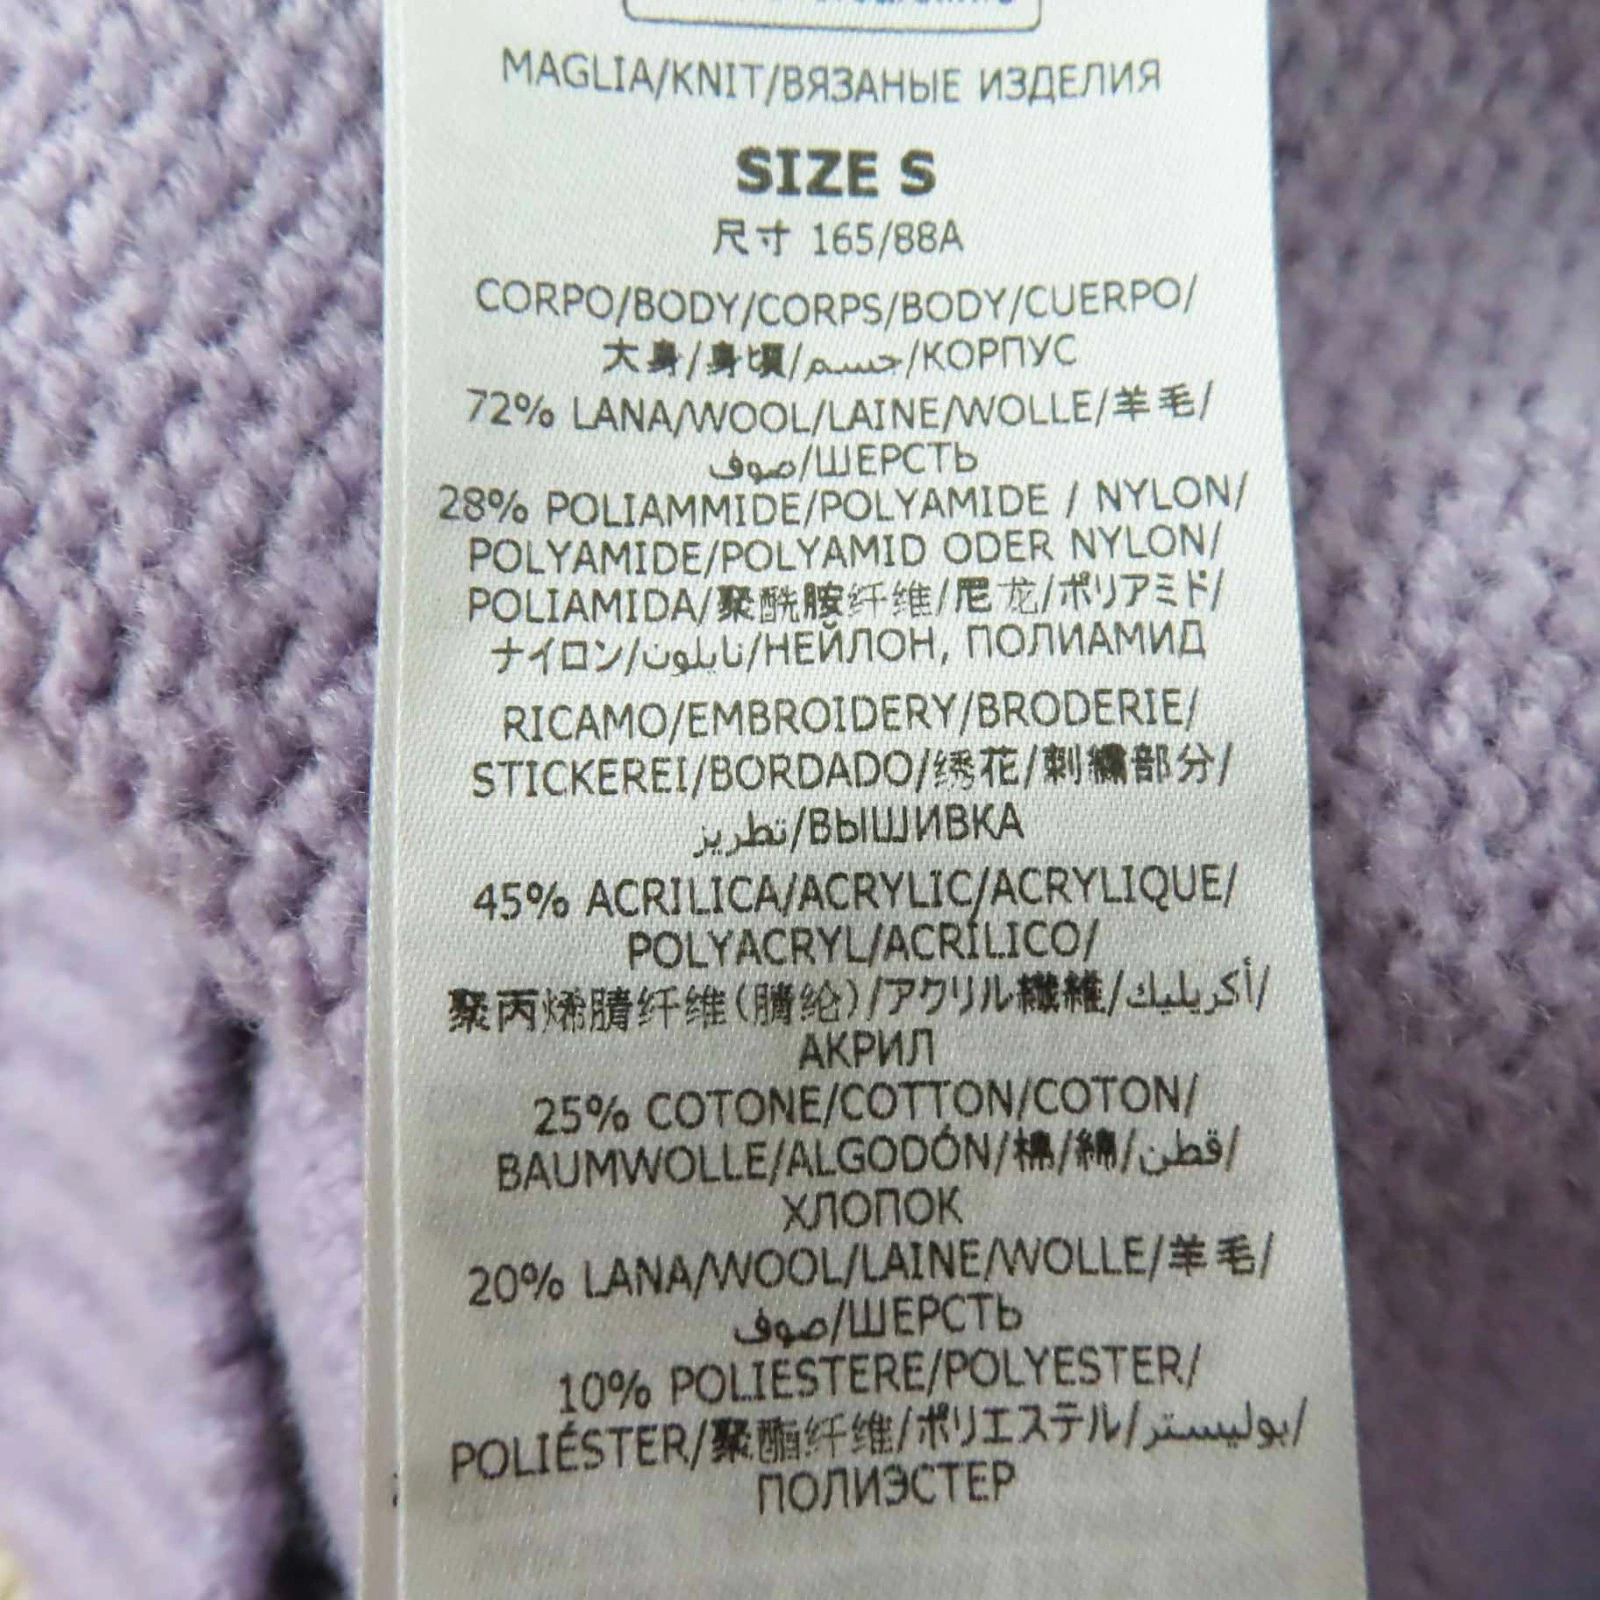 MAGLIA/KNIT/ВЯЗАНЫЕ ИЗДЕЛИЯ
SIZE S
尺寸 165/88A
CORPO/BODY/CORPS/BODY/CUERPO/
大身/身頃/جسم/КОРПУС
72% LANA/WOOL/LAINE/WOLLE/羊毛/
صوف/ШЕРСТЬ
28% POLIAMMIDE/POLYAMIDE / NYLON/
POLYAMIDE/POLYAMID ODER NYLON/
POLIAMIDA/聚酰胺纤维/尼龙/ポリアミド/
ナイロン/نايلون/НЕЙЛОН, ПОЛИАМИД
RICAMO/EMBROIDERY/BRODERIE/
STICKEREI/BORDADO/绣花/刺繍部分/
تطريز/ВЫШИВКА
45% ACRILICA/ACRYLIC/ACRYLIQUE/
POLYACRYL/ACRÍLICO/
聚丙烯腈纤维(腈纶)/アクリル繊維/أكريليك/
АКРИЛ
25% COTONE/COTTON/COTON/
BAUMWOLLE/ALGODÓN/棉/綿/قطن/
ХЛОПОК
20% LANA/WOOL/LAINE/WOLLE/羊毛/
صوف/ШЕРСТЬ
10% POLIESTERE/POLYESTER/
POLIÉSTER/聚酯纤维/ポリエステル/بوليستر/
ПОЛИЭСТЕР